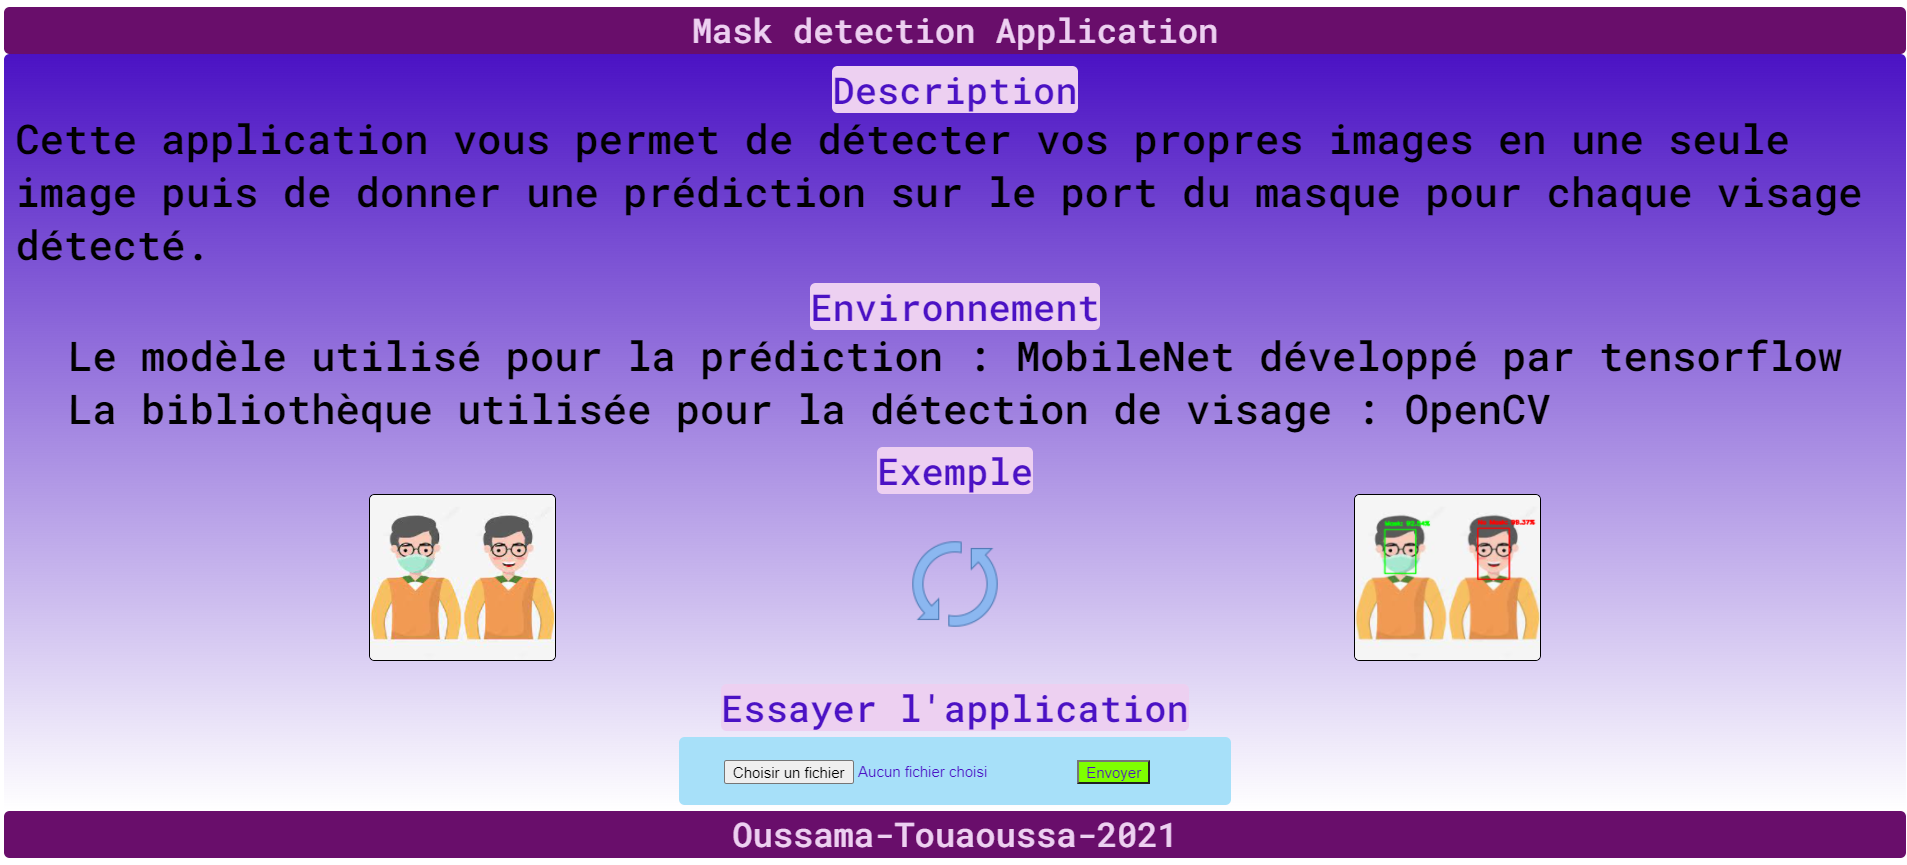 Mask detection Application
Description
Cette application vous permet de détecter vos propres images en une seule
image puis de donner une prédiction sur le port du masque pour chaque visage
détecté.
Environnement
Le modèle utilisé pour la prédiction : MobileNet développé par tensorflow
La bibliothèque utilisée pour la détection de visage : OpenCV
Exemple
Essayer l'application
Choisir un fichier Aucun fichier choisi Envoyer
Oussama-Touaoussa-2021